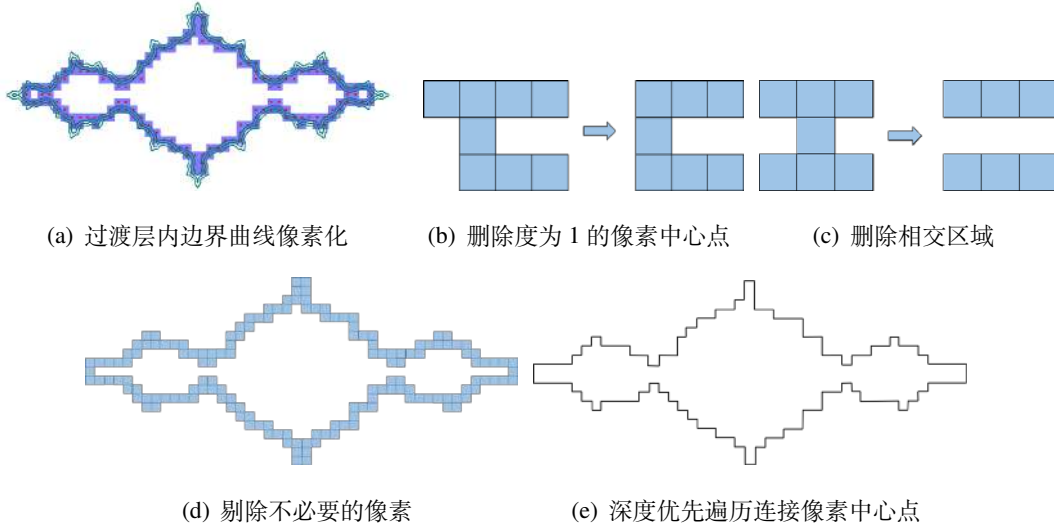 (a) 过渡层内边界曲线像素化
(b) 删除度为 1 的像素中心点
(c) 删除相交区域
(d) 剔除不必要的像素
(e) 深度优先遍历连接像素中心点